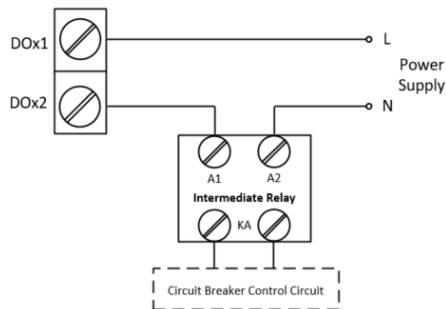 DOx1
L
Power
Supply
DOx2
N
A1 A2
Intermediate Relay
KA
Circuit Breaker Control Circuit